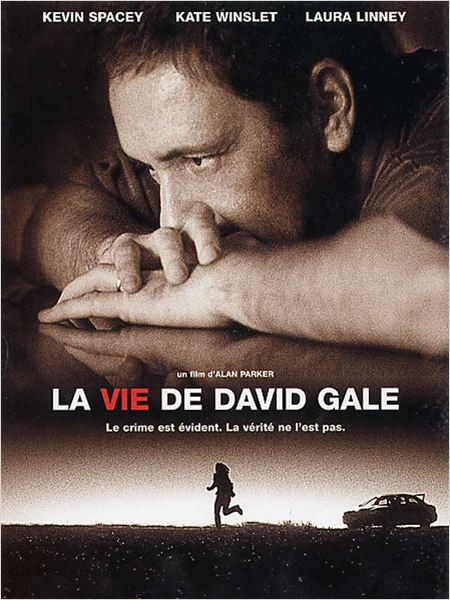 KEVIN SPACEY KATE WINSLET LAURA LINNEY
un film d'ALAN PARKER
LA VIE DE DAVID GALE
Le crime est évident. La vérité ne l'est pas.